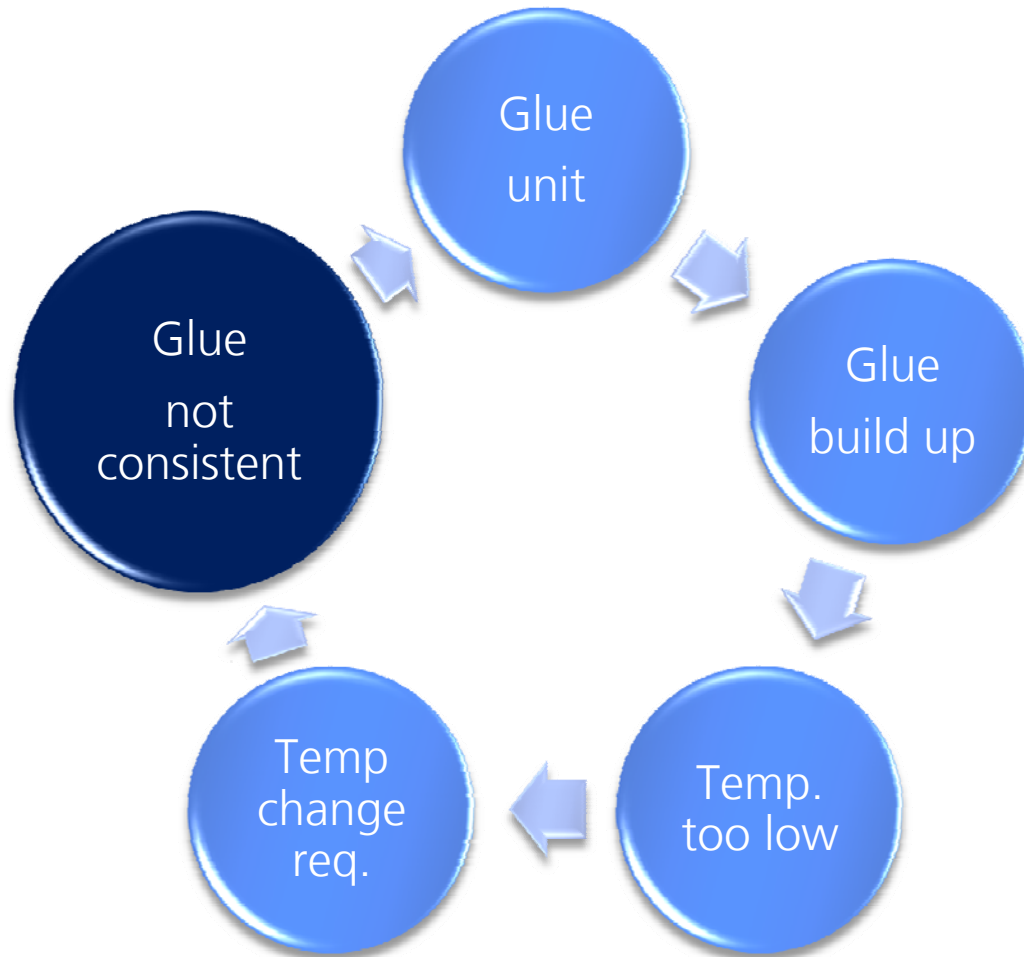 Glue
unit
Glue
build up
Temp.
too low
Temp
change
req.
Glue
not
consistent